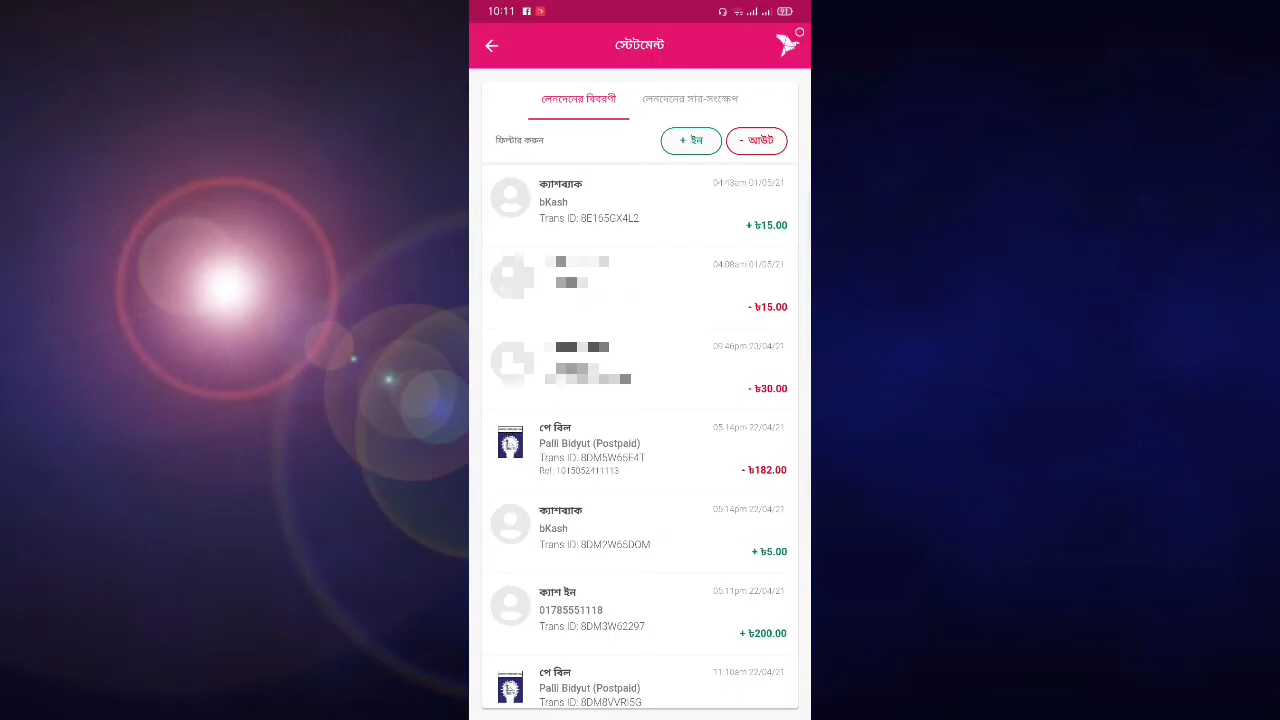 10:11
91
স্টেটমেন্ট
লেনদেনের বিবরণী
লেনদেনের সার-সংক্ষেপ
ফিল্টার করুন
+ ইন
- আউট
ক্যাশব্যাক
04:43am 01/05/21
bKash
Trans ID: 8E165GX4L2
+ ৳15.00
04:08am 01/05/21
- ৳15.00
09:46pm 23/04/21
- ৳30.00
পে বিল
05:14pm 22/04/21
Palli Bidyut (Postpaid)
Trans ID: 8DM5W65E4T
Ref: 1015052411113
- ৳182.00
ক্যাশব্যাক
05:14pm 22/04/21
bKash
Trans ID: 8DM2W65DOM
+ ৳5.00
ক্যাশ ইন
05:11pm 22/04/21
01785551118
Trans ID: 8DM3W62297
+ ৳200.00
পে বিল
11:10am 22/04/21
Palli Bidyut (Postpaid)
Trans ID: 8DM8VVRI5G